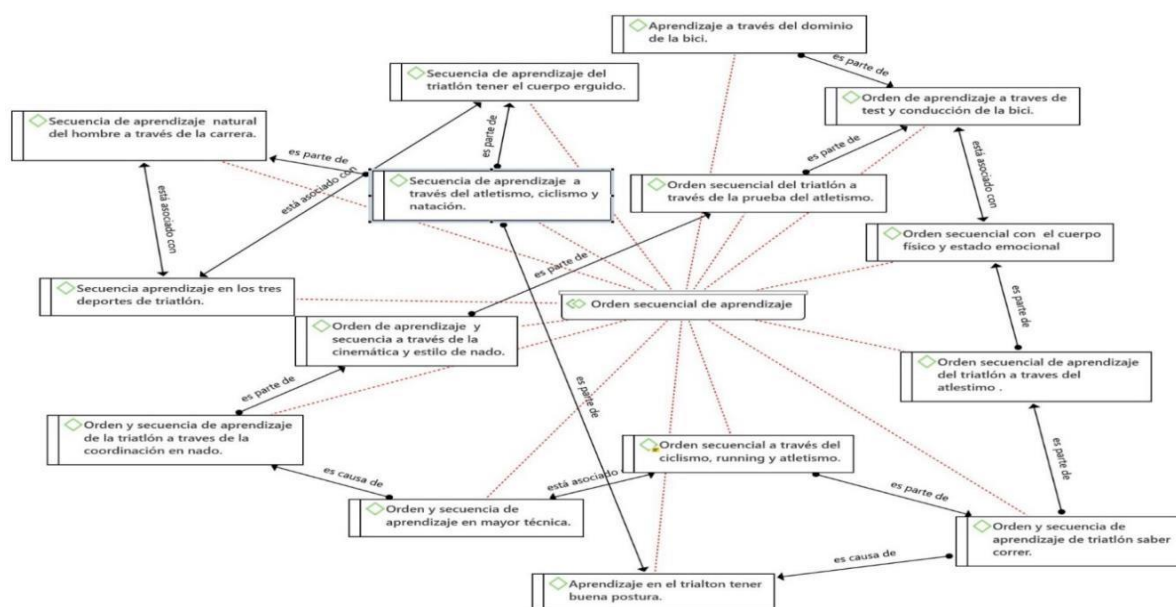 Aprendizaje a través del dominio
de la bici.
es parte de
Secuencia de aprendizaje del
triatlón tener el cuerpo erguido.
Orden de aprendizaje a traves de
test y conducción de la bici.
Secuencia de aprendizaje  natural
del hombre a través de la carrera.
es parte de
es parte de
está asociado con
es parte de
está asociado con
Secuencia de aprendizaje  a
través del atletismo, ciclismo y
natación.
Orden secuencial del triatlón a
través de la prueba del atletismo.
está asociado con
Orden secuencial con  el cuerpo
físico y estado emocional
es parte de
Secuencia aprendizaje en los tres
deportes de triatlón.
Orden secuencial de aprendizaje
es parte de
Orden de aprendizaje  y
secuencia a través de la
cinemática y estilo de nado.
Orden secuencial de aprendizaje
del triatlón a traves del
atlestimo .
es parte de
es parte de
Orden y secuencia de aprendizaje
de la triatlón a traves de la
coordinación en nado.
Orden secuencial a través del
ciclismo, running y atletismo.
es parte de
es causa de
está asociado
es parte de
Orden y secuencia de
aprendizaje en mayor técnica.
Orden y secuencia de
aprendizaje de triatlón saber
correr.
es causa de
Aprendizaje en el trialton tener
buena postura.